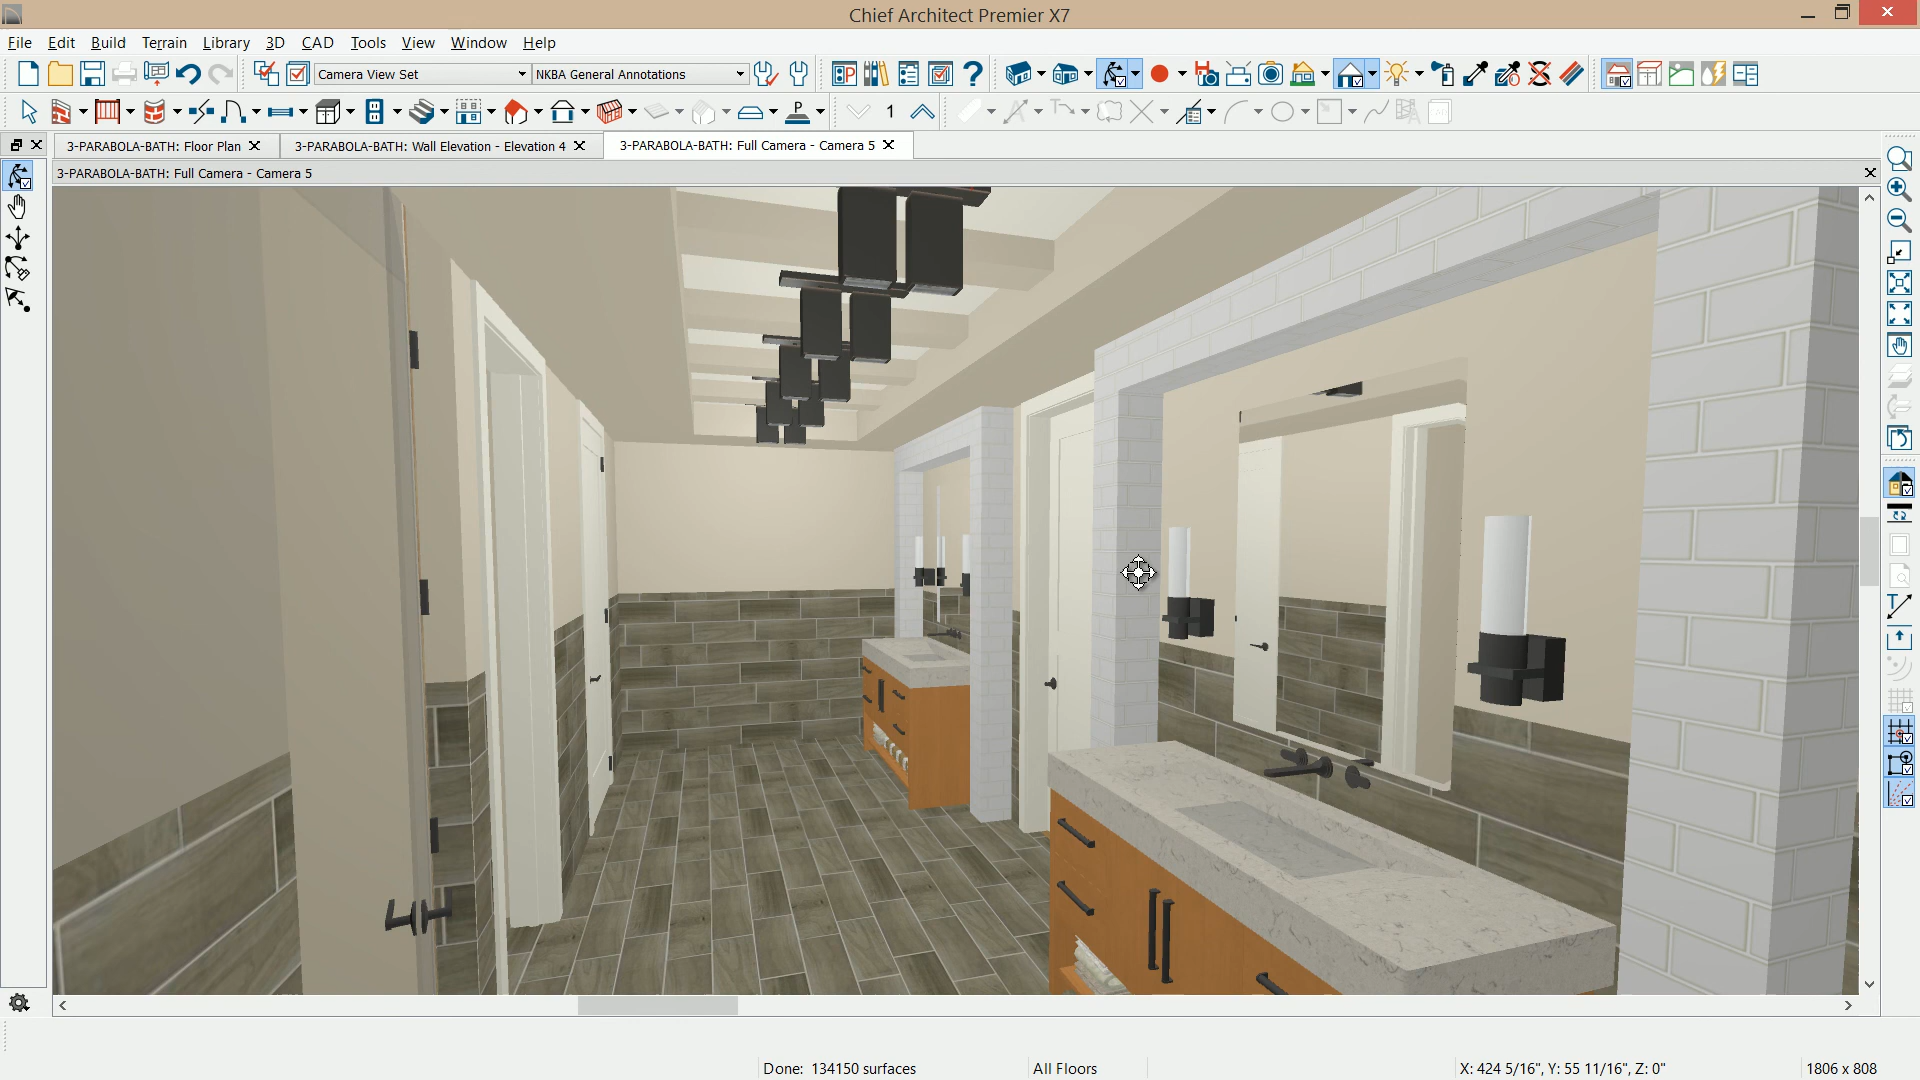 Chief Architect Premier X7
File Edit Build Terrain Library 3D CAD Tools View Window Help
Camera View Set NKBA General Annotations
1
3-PARABOLA-BATH: Floor Plan 3-PARABOLA-BATH: Wall Elevation - Elevation 4 3-PARABOLA-BATH: Full Camera - Camera 5
3-PARABOLA-BATH: Full Camera - Camera 5
Done: 134150 surfaces All Floors X: 424 5/16", Y: 55 11/16", Z: 0" 1806 x 808